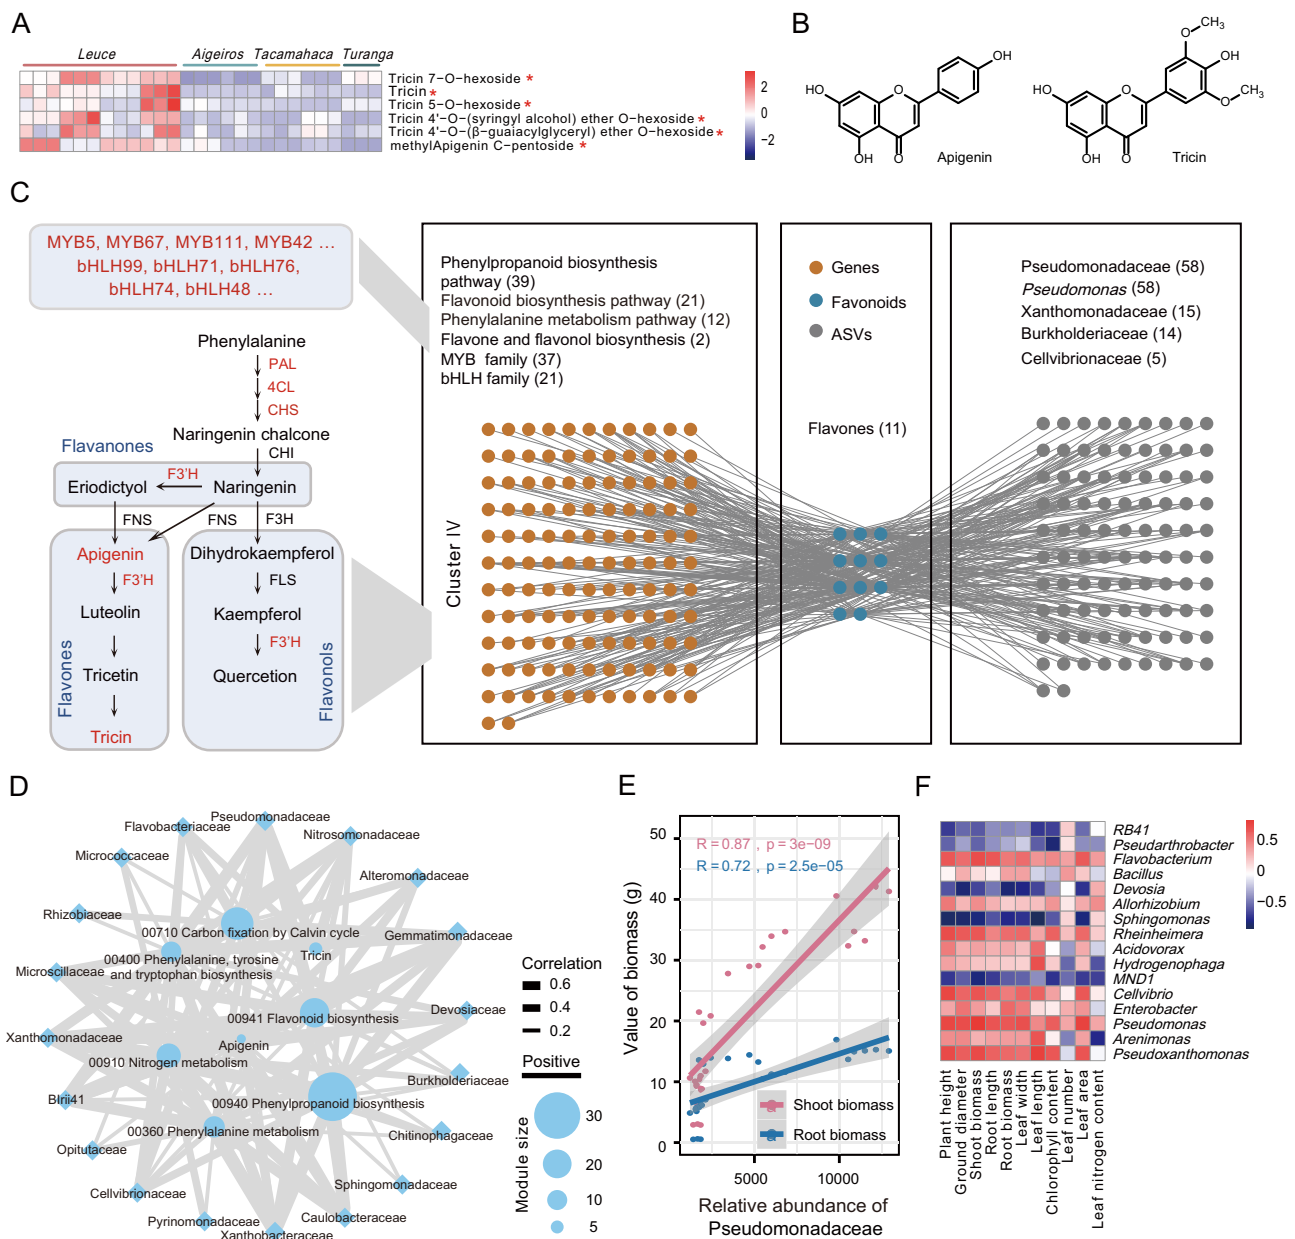 A
Leuce
Aigeiros
Tacamahaca
Turanga
Tricin 7−O−hexoside *
Tricin *
Tricin 5−O−hexoside *
Tricin 4'−O−(syringyl alcohol) ether O−hexoside *
Tricin 4'−O−(β−guaiacylglyceryl) ether O−hexoside *
methylApigenin C−pentoside *
2
0
−2
B
HO
O
OH
OH
O
Apigenin
HO
O
O
CH₃
OH
O
CH₃
OH
O
Tricin
C
MYB5, MYB67, MYB111, MYB42 ...
bHLH99, bHLH71, bHLH76,
bHLH74, bHLH48 ...
Phenylalanine
PAL
4CL
CHS
Naringenin chalcone
CHI
Flavanones
Eriodictyol
F3'H
Naringenin
FNS
FNS
F3H
Apigenin
F3'H
Luteolin
Tricetin
Tricin
Flavones
Dihydrokaempferol
FLS
Kaempferol
F3'H
Quercetion
Flavonols
Phenylpropanoid biosynthesis
pathway (39)
Flavonoid biosynthesis pathway (21)
Phenylalanine metabolism pathway (12)
Flavone and flavonol biosynthesis (2)
MYB family (37)
bHLH family (21)
Cluster IV
Genes
Favonoids
ASVs
Flavones (11)
Pseudomonadaceae (58)
Pseudomonas (58)
Xanthomonadaceae (15)
Burkholderiaceae (14)
Cellvibrionaceae (5)
D
Pseudomonadaceae
Flavobacteriaceae
Nitrosomonadaceae
Micrococcaceae
Alteromonadaceae
Rhizobiaceae
Gemmatimonadaceae
00710 Carbon fixation by Calvin cycle
00400 Phenylalanine, tyrosine
and tryptophan biosynthesis
Tricin
Microscillaceae
Devosiaceae
00941 Flavonoid biosynthesis
Xanthomonadaceae
Apigenin
00910 Nitrogen metabolism
Burkholderiaceae
BIrii41
00940 Phenylpropanoid biosynthesis
00360 Phenylalanine metabolism
Chitinophagaceae
Opitutaceae
Sphingomonadaceae
Cellvibrionaceae
Pyrinomonadaceae
Caulobacteraceae
Xanthobacteraceae
Correlation
0.6
0.4
0.2
Positive
Module size
30
20
10
5
E
Value of biomass (g)
50
40
30
20
10
0
R = 0.87 , p = 3e−09
R = 0.72 , p = 2.5e−05
Shoot biomass
Root biomass
5000
10000
Relative abundance of
Pseudomonadaceae
F
RB41
Pseudarthrobacter
Flavobacterium
Bacillus
Devosia
Allorhizobium
Sphingomonas
Rheinheimera
Acidovorax
Hydrogenophaga
MND1
Cellvibrio
Enterobacter
Pseudomonas
Arenimonas
Pseudoxanthomonas
Plant height
Ground diameter
Shoot biomass
Root length
Root biomass
Leaf width
Leaf length
Chlorophyll content
Leaf number
Leaf area
Leaf nitrogen content
0.5
0
−0.5